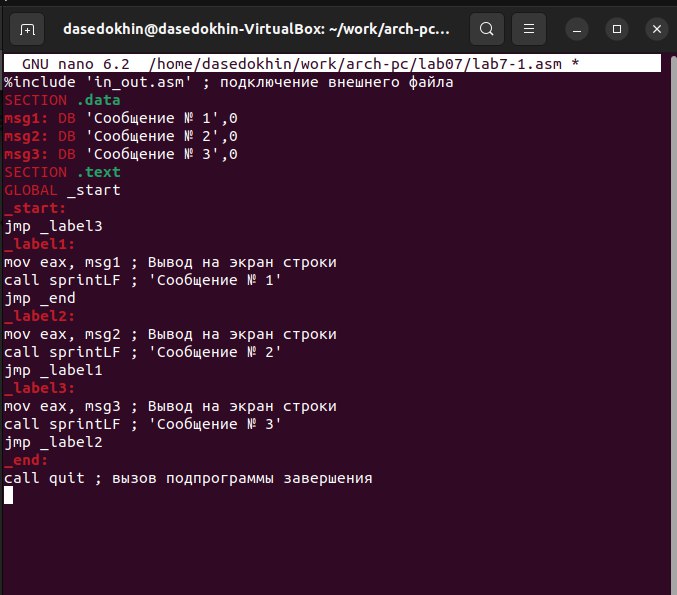 dasedokhin@dasedokhin-VirtualBox: ~/work/arch-pc...
GNU nano 6.2 /home/dasedokhin/work/arch-pc/lab07/lab7-1.asm *
%include 'in_out.asm' ; подключение внешнего файла
SECTION .data
msg1: DB 'Сообщение № 1',0
msg2: DB 'Сообщение № 2',0
msg3: DB 'Сообщение № 3',0
SECTION .text
GLOBAL _start
_start:
jmp _label3
_label1:
mov eax, msg1 ; Вывод на экран строки
call sprintLF ; 'Сообщение № 1'
jmp _end
_label2:
mov eax, msg2 ; Вывод на экран строки
call sprintLF ; 'Сообщение № 2'
jmp _label1
_label3:
mov eax, msg3 ; Вывод на экран строки
call sprintLF ; 'Сообщение № 3'
jmp _label2
_end:
call quit ; вызов подпрограммы завершения